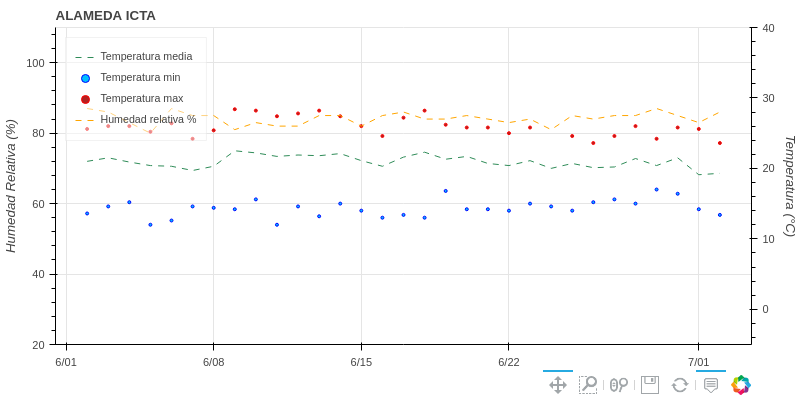 ALAMEDA ICTA
Temperatura media
Temperatura min
Temperatura max
Humedad relativa %
Humedad Relativa (%)
100
80
60
40
20
40
30
20
10
0
Temperatura (°C)
6/01
6/08
6/15
6/22
7/01